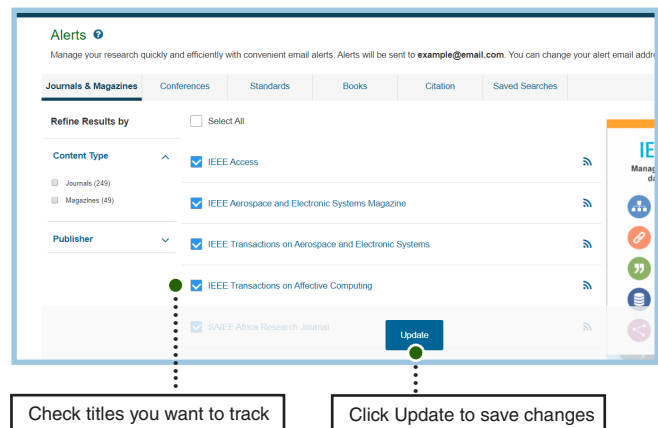 Alerts ?
Manage your research quickly and efficiently with convenient email alerts. Alerts will be sent to example@email.com. You can change your alert email addre
Journals & Magazines Conferences Standards Books Citation Saved Searches
Refine Results by
Content Type
Journals (249)
Magazines (49)
Publisher
Select All
IEEE Access
IEEE Aerospace and Electronic Systems Magazine
IEEE Transactions on Aerospace and Electronic Systems
IEEE Transactions on Affective Computing
SAIEE Africa Research Journal
Update
IE
Manag
da
Check titles you want to track
Click Update to save changes